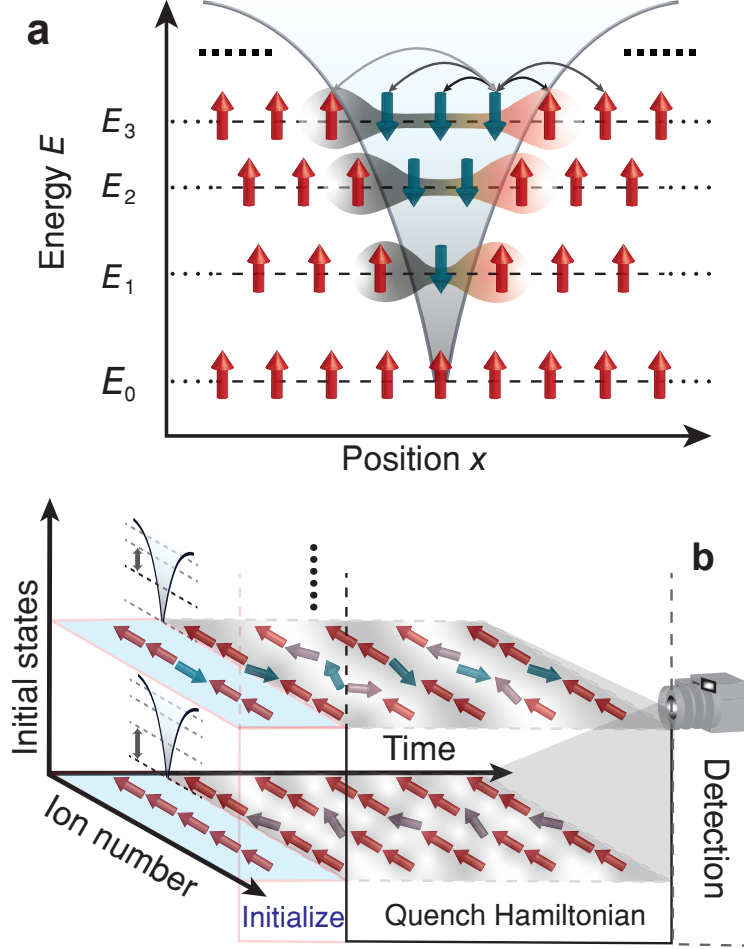 a
Energy E
E3
E2
E1
E0
Position x
b
Initial states
Time
Ion number
Initialize
Quench Hamiltonian
Detection